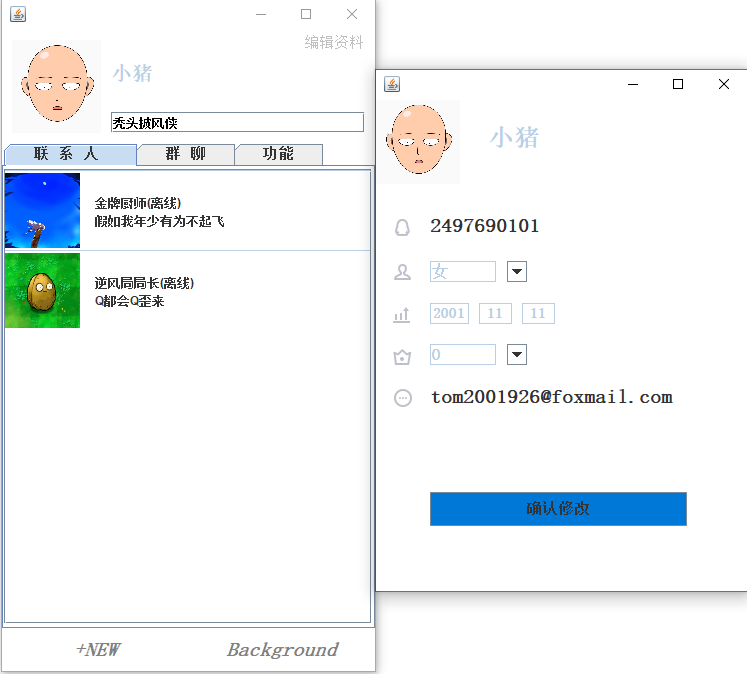 编辑资料
小猪
秃头披风侠
联 系 人
群 聊
功能
金牌厨师(离线)
假如我年少有为不起飞
逆风局局长(离线)
Q都会Q歪来
+NEW
Background
小猪
2497690101
女
2001 11 11
0
tom2001926@foxmail.com
确认修改